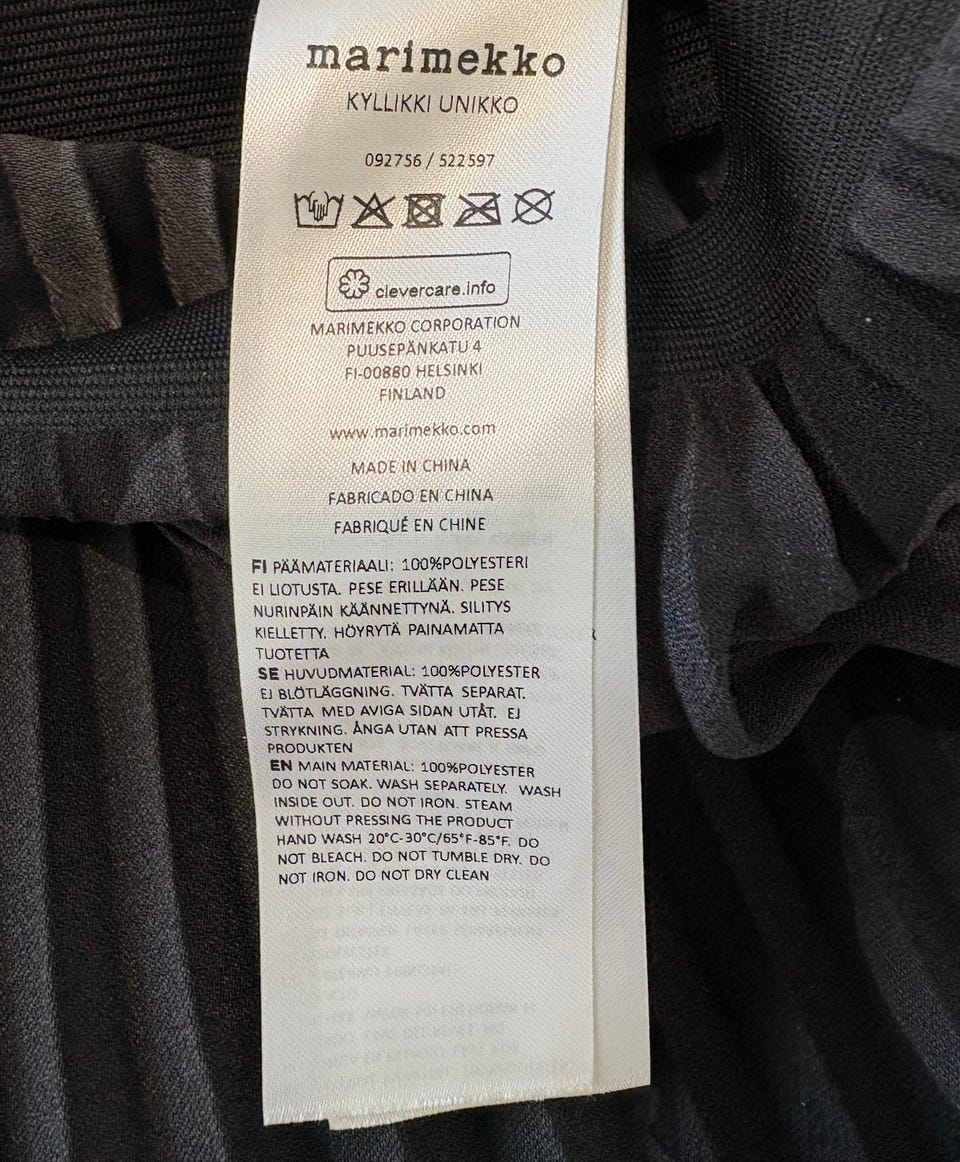 marimekko
KYLLIKKI UNIKKO
092756 / 522597
clevercare.info
MARIMEKKO CORPORATION
PUUSEPÄNKATU 4
FI-00880 HELSINKI
FINLAND
www.marimekko.com
MADE IN CHINA
FABRICADO EN CHINA
FABRIQUÉ EN CHINE
FI PÄÄMATERIAALI: 100%POLYESTERI
EI LIOTUSTA. PESE ERILLÄÄN. PESE
NURINPÄIN KÄÄNNETTYNÄ. SILITYS
KIELLETTY. HÖYRYTÄ PAINAMATTA
TUOTETTA
SE HUVUDMATERIAL: 100%POLYESTER
EJ BLÖTLÄGGNING. TVÄTTA SEPARAT.
TVÄTTA MED AVIGA SIDAN UTÅT. EJ
STRYKNING. ÅNGA UTAN ATT PRESSA
PRODUKTEN
EN MAIN MATERIAL: 100%POLYESTER
DO NOT SOAK. WASH SEPARATELY. WASH
INSIDE OUT. DO NOT IRON. STEAM
WITHOUT PRESSING THE PRODUCT
HAND WASH 20°C-30°C/65°F-85°F. DO
NOT BLEACH. DO NOT TUMBLE DRY. DO
NOT IRON. DO NOT DRY CLEAN